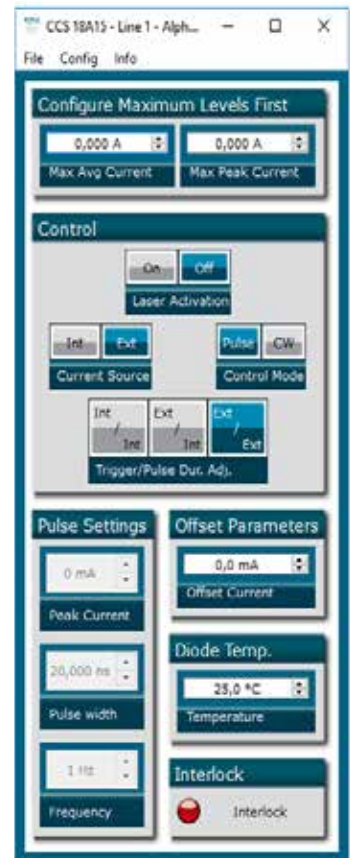 CCS 18A15 - Line 1 - Alph...
File Config Info
Configure Maximum Levels First
0,000 A 0,000 A
Max Avg Current Max Peak Current
Control
On Off
Laser Activation
Int Ext Pulse CW
Current Source Control Mode
Int / Int Ext / Int Ext / Ext
Trigger/Pulse Dur. Adj.
Pulse Settings
0 mA
Peak Current
20,000 ns
Pulse width
1 Hz
Frequency
Offset Parameters
0,0 mA
Offset Current
Diode Temp.
25,0 °C
Temperature
Interlock
Interlock